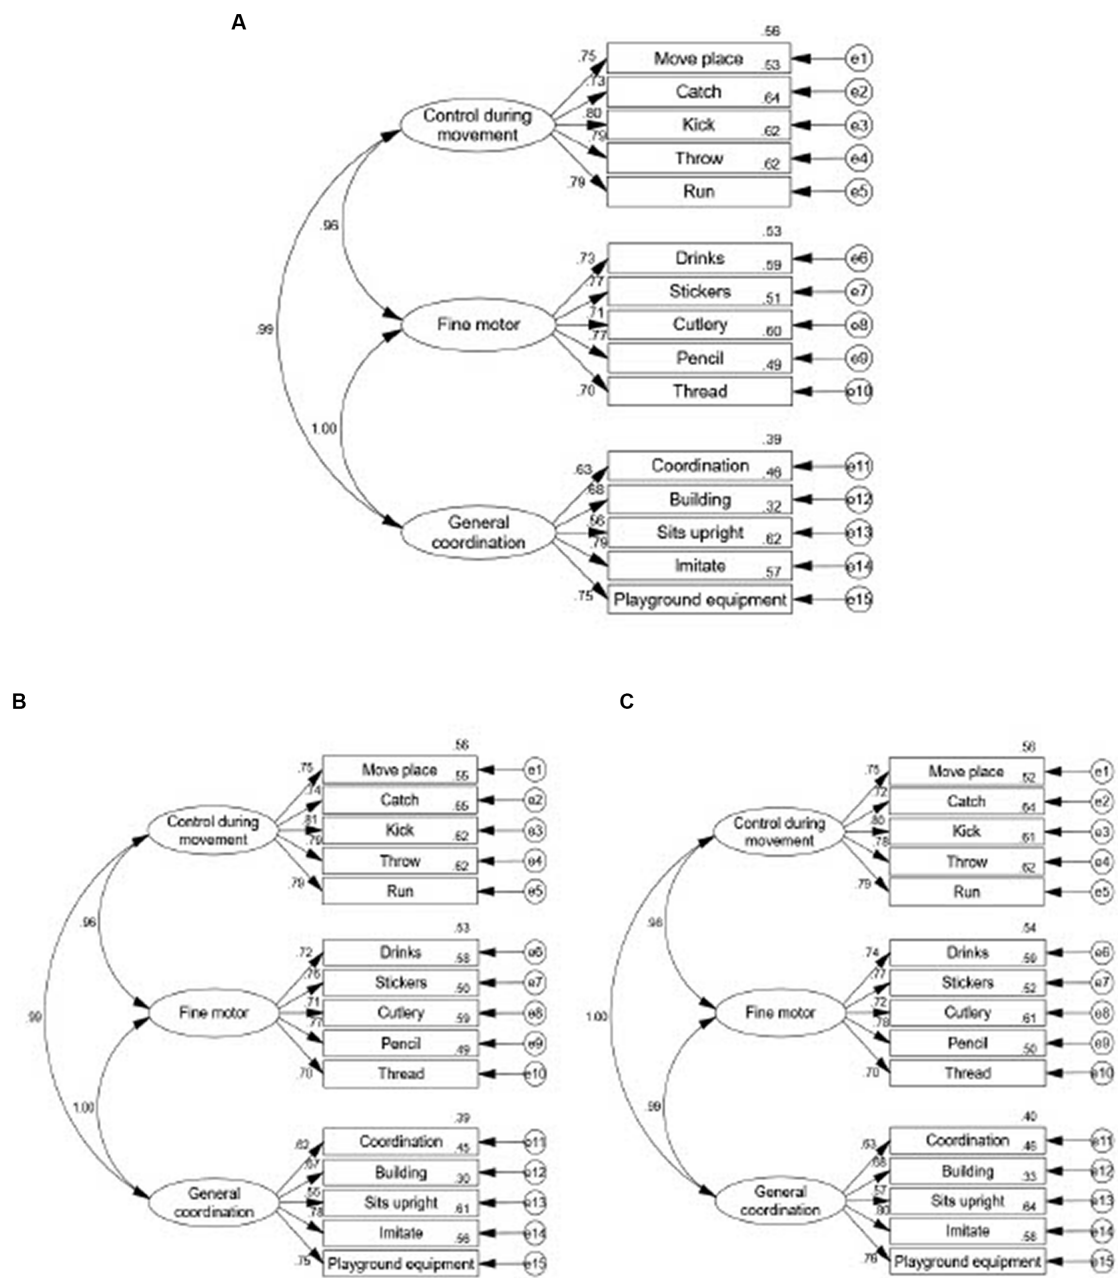 A
.56
.75 Move place .53 e1
.73 Catch .64 e2
Control during
movement
.80 Kick .62 e3
.79 Throw .62 e4
.79 Run e5
.96
.53
.73 Drinks .59 e6
.77 Stickers .51 e7
.99
Fine motor
.71 Cutlery .60 e8
.77 Pencil .49 e9
.70 Thread e10
1.00
.39
.63 Coordination .46 e11
.68 Building .32 e12
General
coordination
.56 Sits upright .62 e13
.79 Imitate .57 e14
.75 Playground equipment e15
B
.56
.75 Move place .55 e1
.74 Catch .65 e2
Control during
movement
.81 Kick .62 e3
.79 Throw .62 e4
.79 Run e5
.96
.53
.72 Drinks .58 e6
.76 Stickers .50 e7
.99
Fine motor
.71 Cutlery .59 e8
.77 Pencil .49 e9
.70 Thread e10
1.00
.39
.62 Coordination .45 e11
.67 Building .30 e12
General
coordination
.55 Sits upright .61 e13
.78 Imitate .56 e14
.75 Playground equipment e15
C
.56
.75 Move place .52 e1
.72 Catch .64 e2
Control during
movement
.80 Kick .61 e3
.78 Throw .62 e4
.79 Run e5
.96
.54
.74 Drinks .59 e6
.77 Stickers .52 e7
1.00
Fine motor
.72 Cutlery .61 e8
.78 Pencil .50 e9
.70 Thread e10
.99
.40
.63 Coordination .46 e11
.68 Building .33 e12
General
coordination
.57 Sits upright .64 e13
.80 Imitate .58 e14
.76 Playground equipment e15